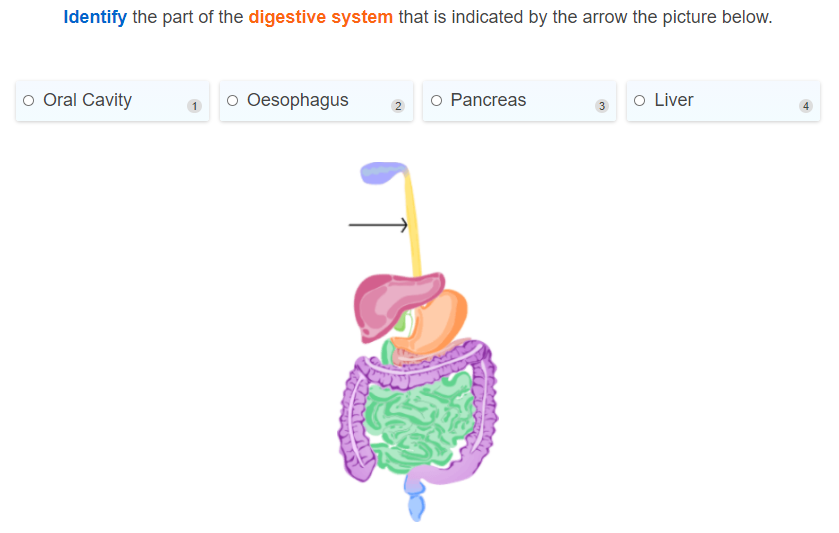 Identify the part of the digestive system that is indicated by the arrow the picture below.
Oral Cavity 1
Oesophagus 2
Pancreas 3
Liver 4